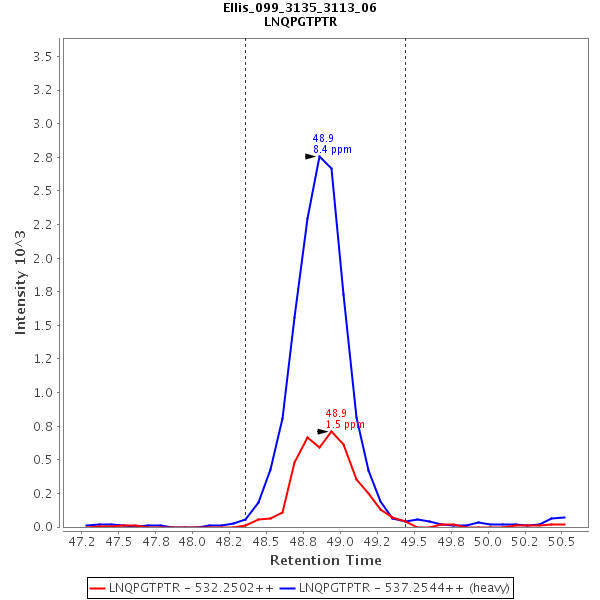 Ellis_099_3135_3113_06
LNQPGTPTR
Intensity 10^3
3.5
3.2
3.0
2.8
2.5
2.2
2.0
1.8
1.5
1.2
1.0
0.8
0.5
0.2
0.0
48.9
8.4 ppm
48.9
1.5 ppm
47.2 47.5 47.8 48.0 48.2 48.5 48.8 49.0 49.2 49.5 49.8 50.0 50.2 50.5
Retention Time
LNQPGTPTR - 532.2502++ LNQPGTPTR - 537.2544++ (heavy)